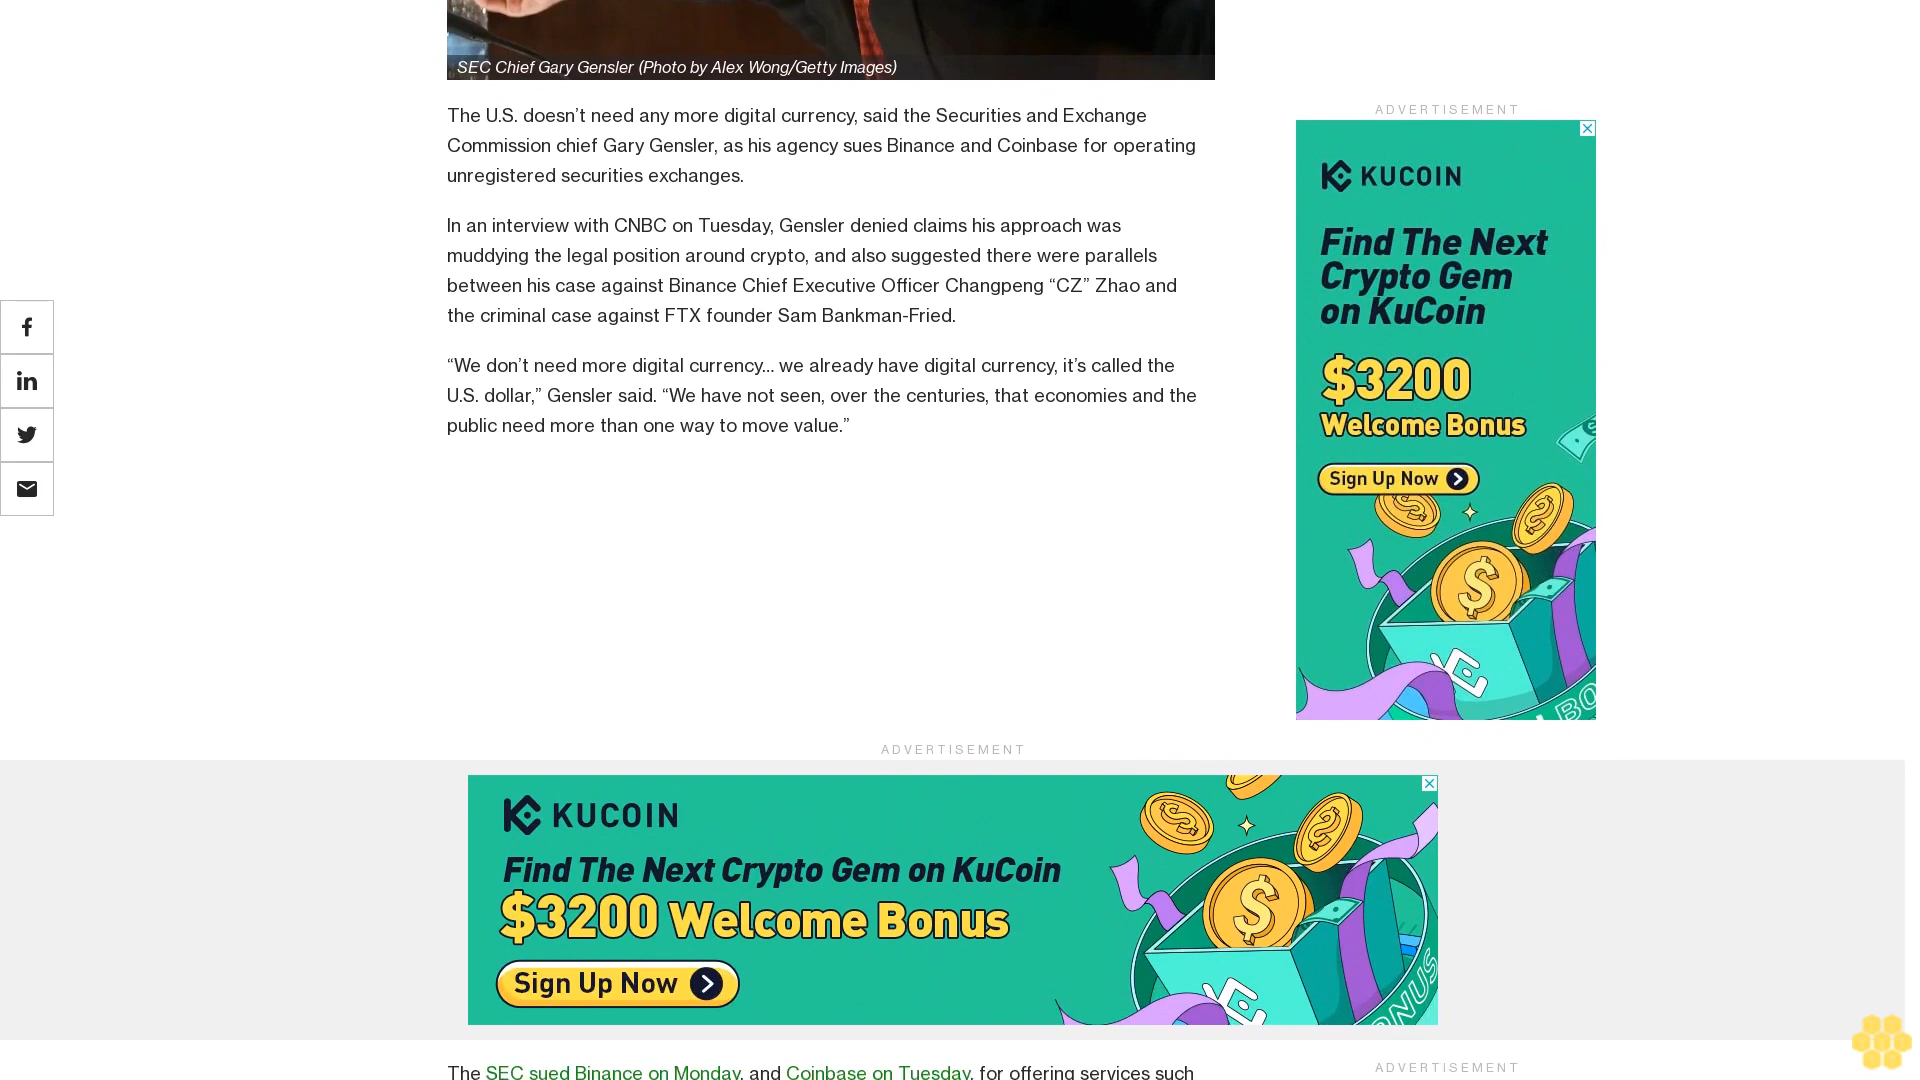 SEC Chief Gary Gensler (Photo by Alex Wong/Getty Images)
The U.S. doesn’t need any more digital currency, said the Securities and Exchange
Commission chief Gary Gensler, as his agency sues Binance and Coinbase for operating
unregistered securities exchanges.
In an interview with CNBC on Tuesday, Gensler denied claims his approach was
muddying the legal position around crypto, and also suggested there were parallels
between his case against Binance Chief Executive Officer Changpeng “CZ” Zhao and
the criminal case against FTX founder Sam Bankman-Fried.
“We don’t need more digital currency… we already have digital currency, it’s called the
U.S. dollar,” Gensler said. “We have not seen, over the centuries, that economies and the
public need more than one way to move value.”
ADVERTISEMENT
KUCOIN
Find The Next
Crypto Gem
on KuCoin
$3200
Welcome Bonus
Sign Up Now
ADVERTISEMENT
KUCOIN
Find The Next Crypto Gem on KuCoin
$3200 Welcome Bonus
Sign Up Now
The SEC sued Binance on Monday, and Coinbase on Tuesday, for offering services such
ADVERTISEMENT